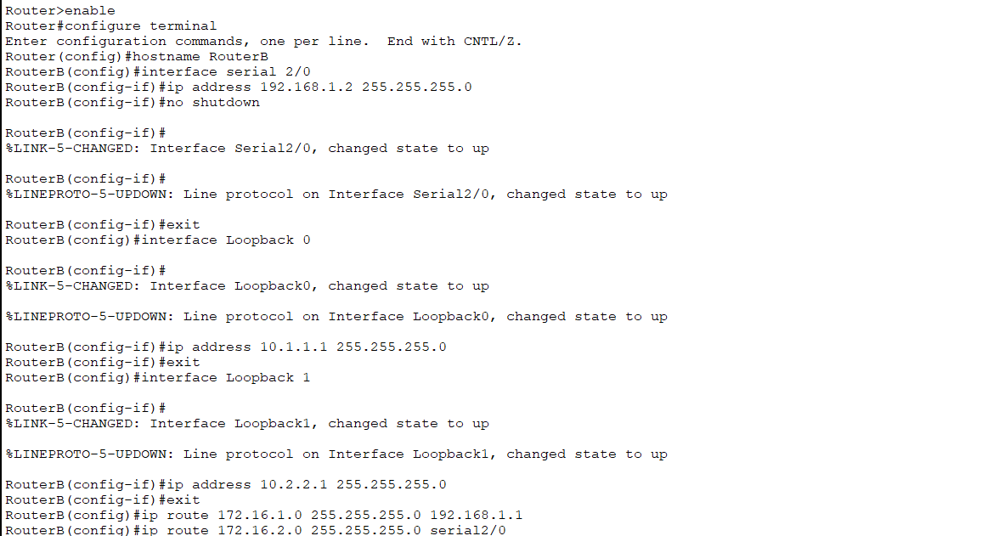 Router>enable
Router#configure terminal
Enter configuration commands, one per line.  End with CNTL/Z.
Router(config)#hostname RouterB
RouterB(config)#interface serial 2/0
RouterB(config-if)#ip address 192.168.1.2 255.255.255.0
RouterB(config-if)#no shutdown
RouterB(config-if)#
%LINK-5-CHANGED: Interface Serial2/0, changed state to up
RouterB(config-if)#
%LINEPROTO-5-UPDOWN: Line protocol on Interface Serial2/0, changed state to up
RouterB(config-if)#exit
RouterB(config)#interface Loopback 0
RouterB(config-if)#
%LINK-5-CHANGED: Interface Loopback0, changed state to up
%LINEPROTO-5-UPDOWN: Line protocol on Interface Loopback0, changed state to up
RouterB(config-if)#ip address 10.1.1.1 255.255.255.0
RouterB(config-if)#exit
RouterB(config)#interface Loopback 1
RouterB(config-if)#
%LINK-5-CHANGED: Interface Loopback1, changed state to up
%LINEPROTO-5-UPDOWN: Line protocol on Interface Loopback1, changed state to up
RouterB(config-if)#ip address 10.2.2.1 255.255.255.0
RouterB(config-if)#exit
RouterB(config)#ip route 172.16.1.0 255.255.255.0 192.168.1.1
RouterB(config)#ip route 172.16.2.0 255.255.255.0 serial2/0